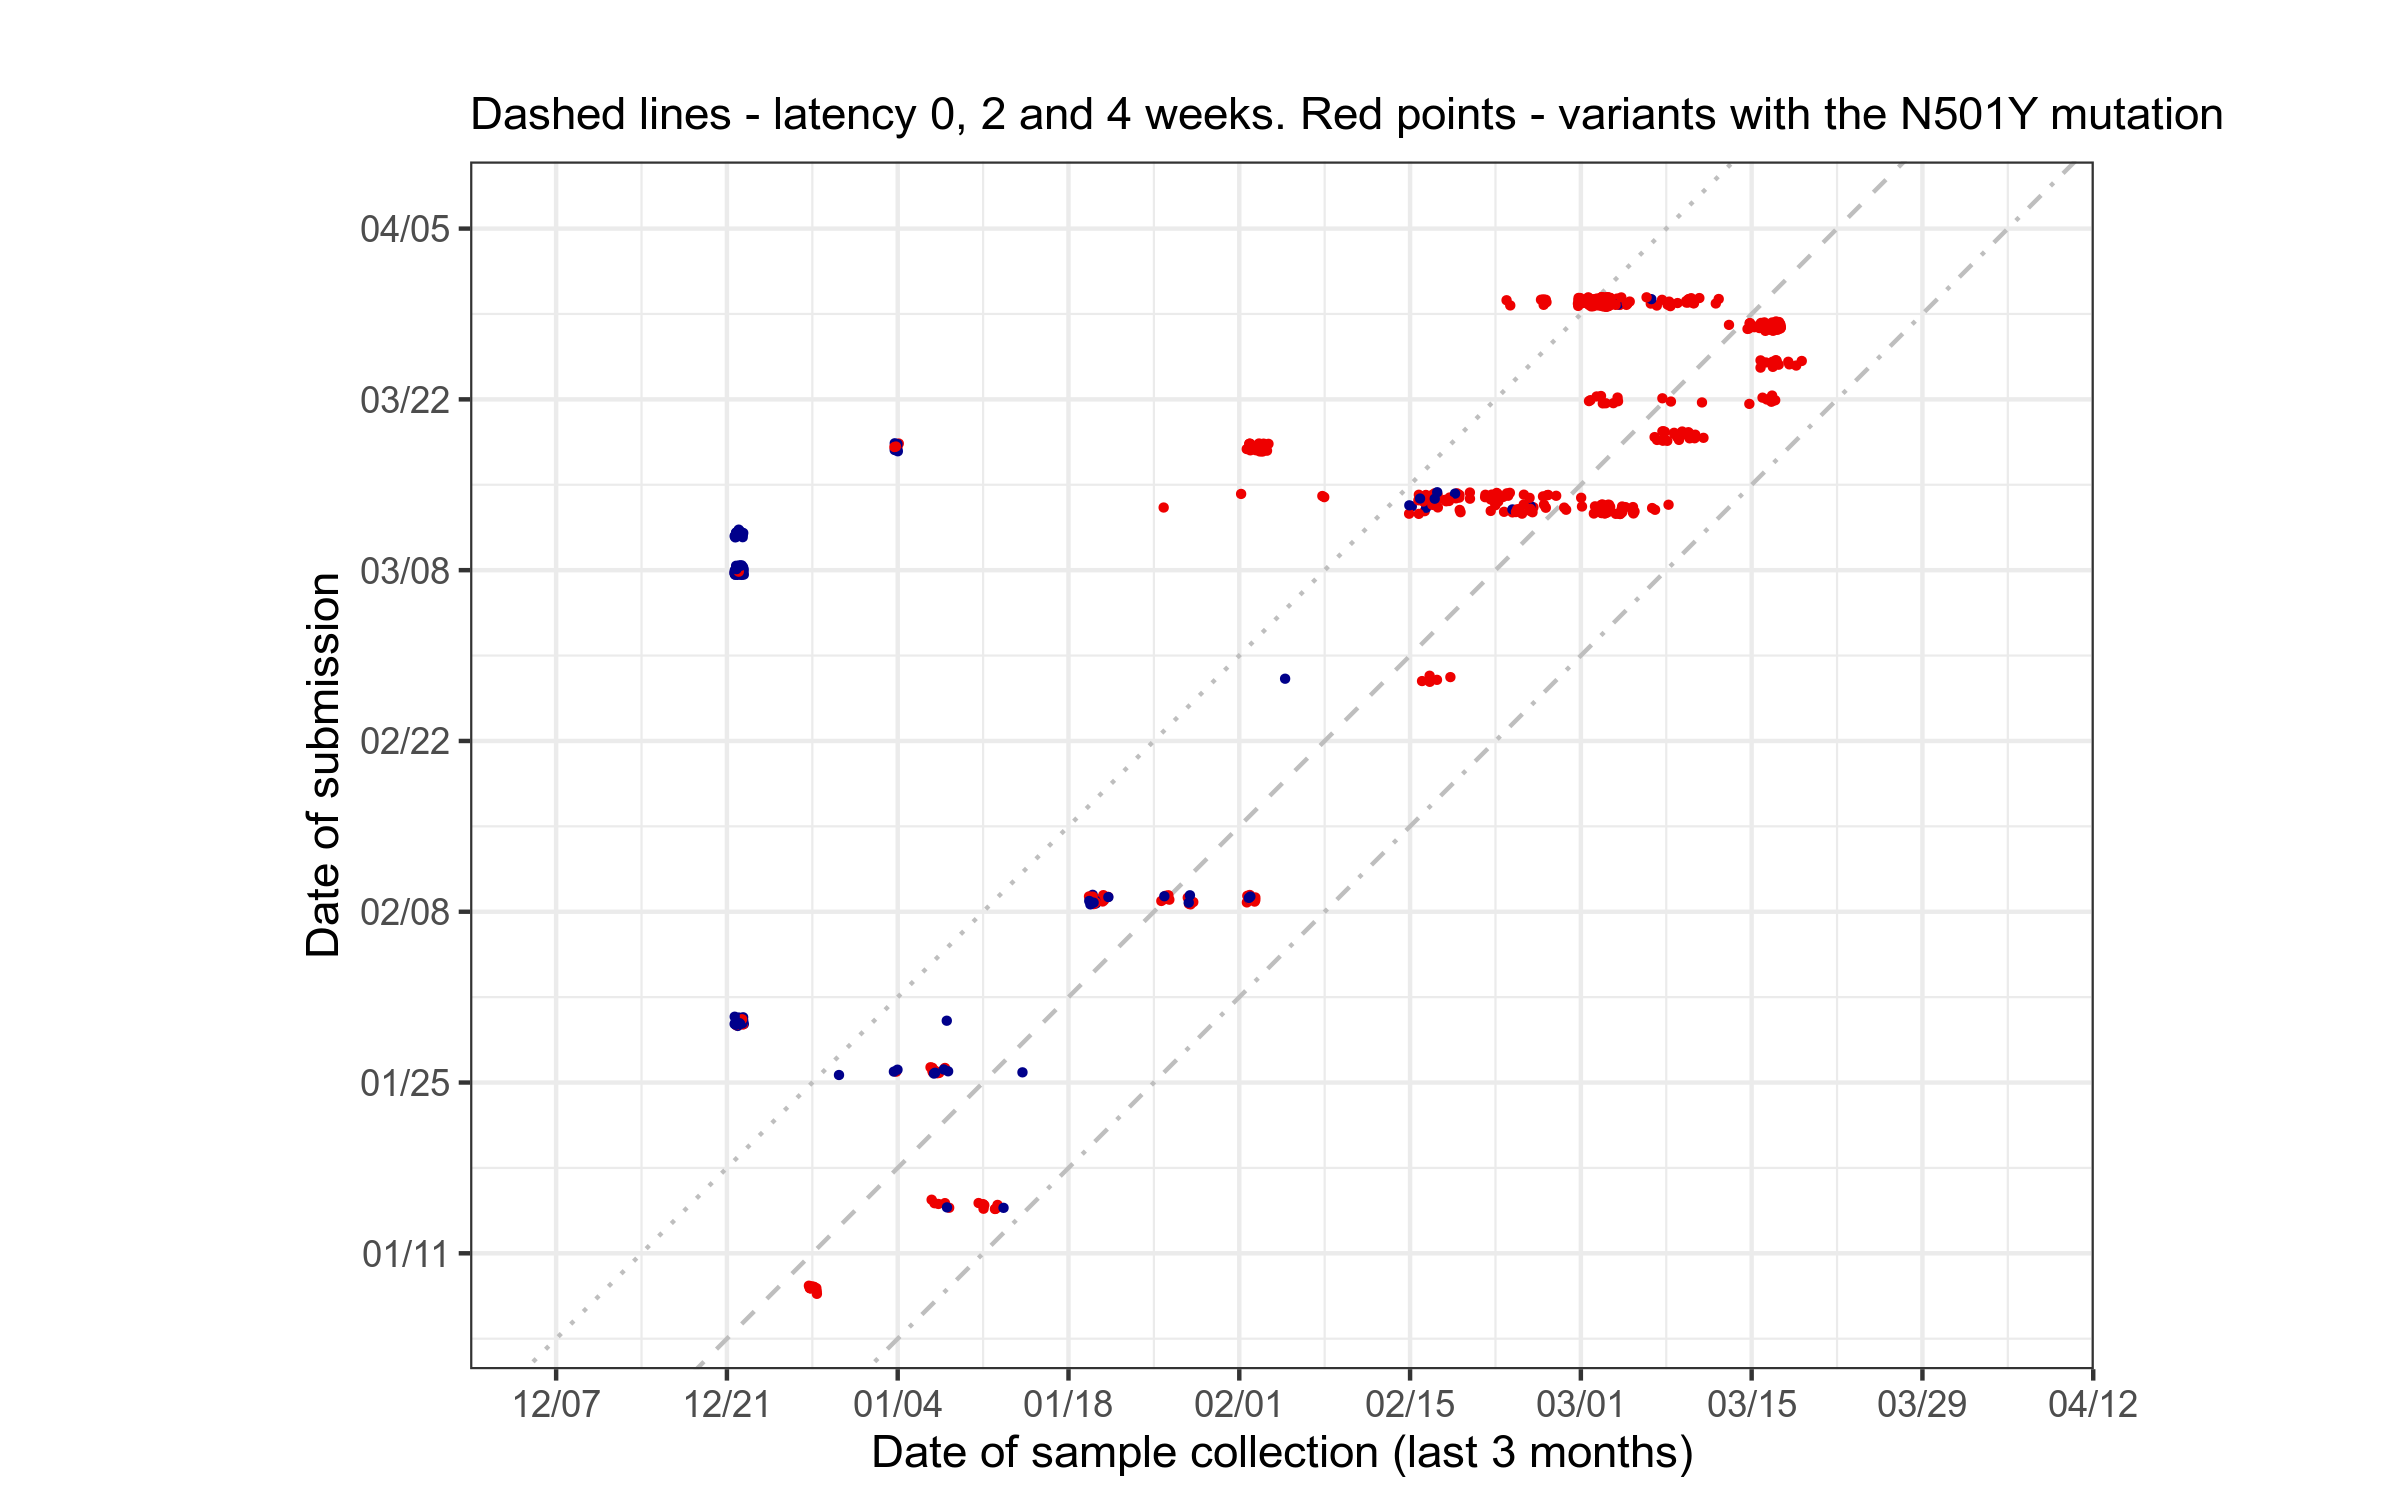 Dashed lines - latency 0, 2 and 4 weeks. Red points - variants with the N501Y mutation
Date of submission
04/05
03/22
03/08
02/22
02/08
01/25
01/11
12/07 12/21 01/04 01/18 02/01 02/15 03/01 03/15 03/29 04/12
Date of sample collection (last 3 months)